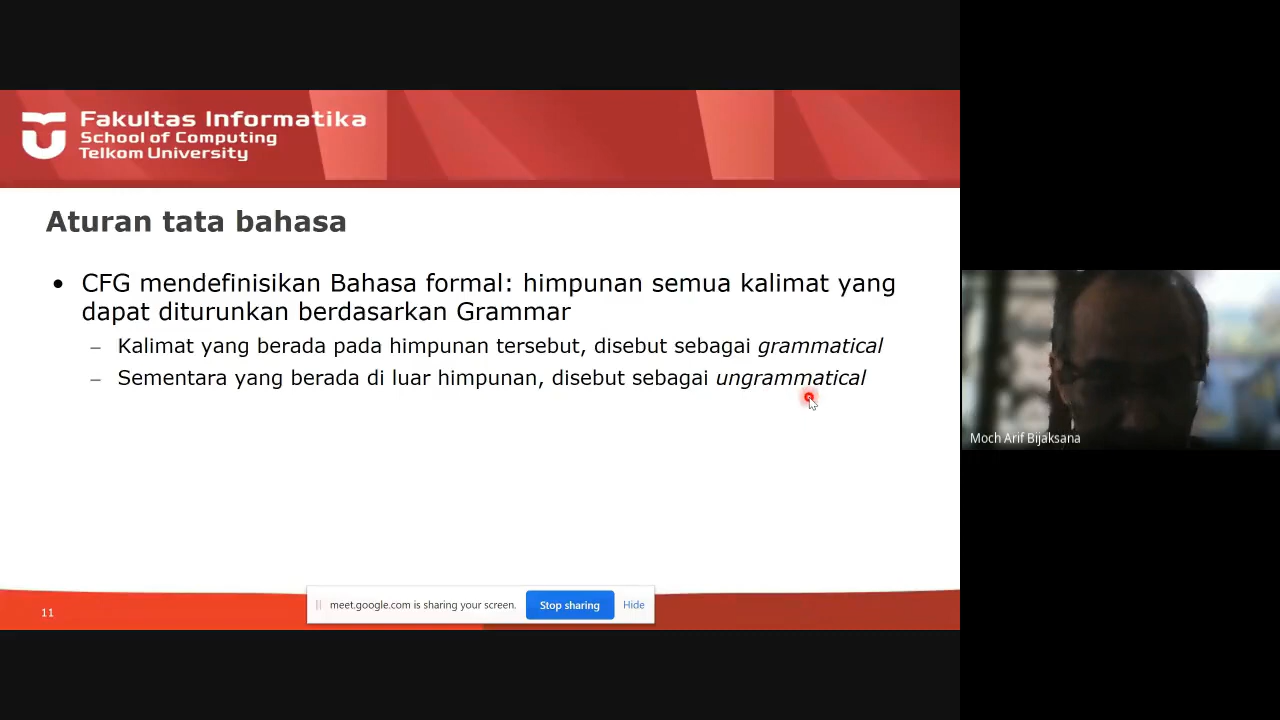 Fakultas Informatika
School of Computing
Telkom University
Aturan tata bahasa
• CFG mendefinisikan Bahasa formal: himpunan semua kalimat yang
dapat diturunkan berdasarkan Grammar
– Kalimat yang berada pada himpunan tersebut, disebut sebagai grammatical
– Sementara yang berada di luar himpunan, disebut sebagai ungrammatical
Moch Arif Bijaksana
meet.google.com is sharing your screen.
Stop sharing
Hide
11